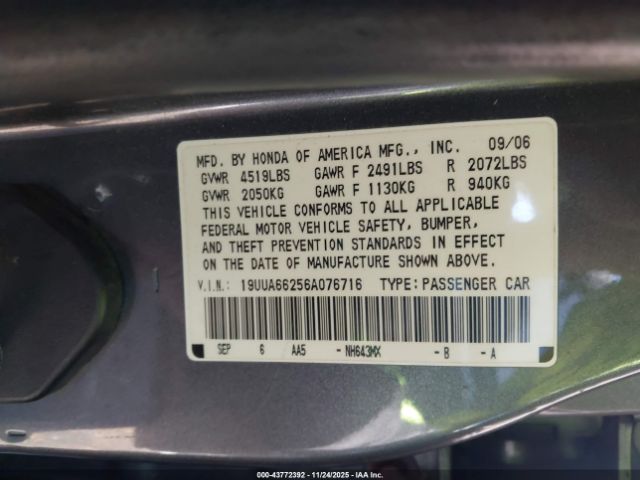 MFD. BY HONDA OF AMERICA MFG., INC. 09/06
GVWR 4519LBS GAWR F 2491LBS R 2072LBS
GVWR 2050KG GAWR F 1130KG R 940KG
THIS VEHICLE CONFORMS TO ALL APPLICABLE
FEDERAL MOTOR VEHICLE SAFETY, BUMPER,
AND THEFT PREVENTION STANDARDS IN EFFECT
ON THE DATE OF MANUFACTURE SHOWN ABOVE.
V.I.N.: 19UUA66256A076716 TYPE: PASSENGER CAR
SEP 6 AA5 -NH643MX -B -A
000-43772392 - 11/24/2025 - IAA Inc.